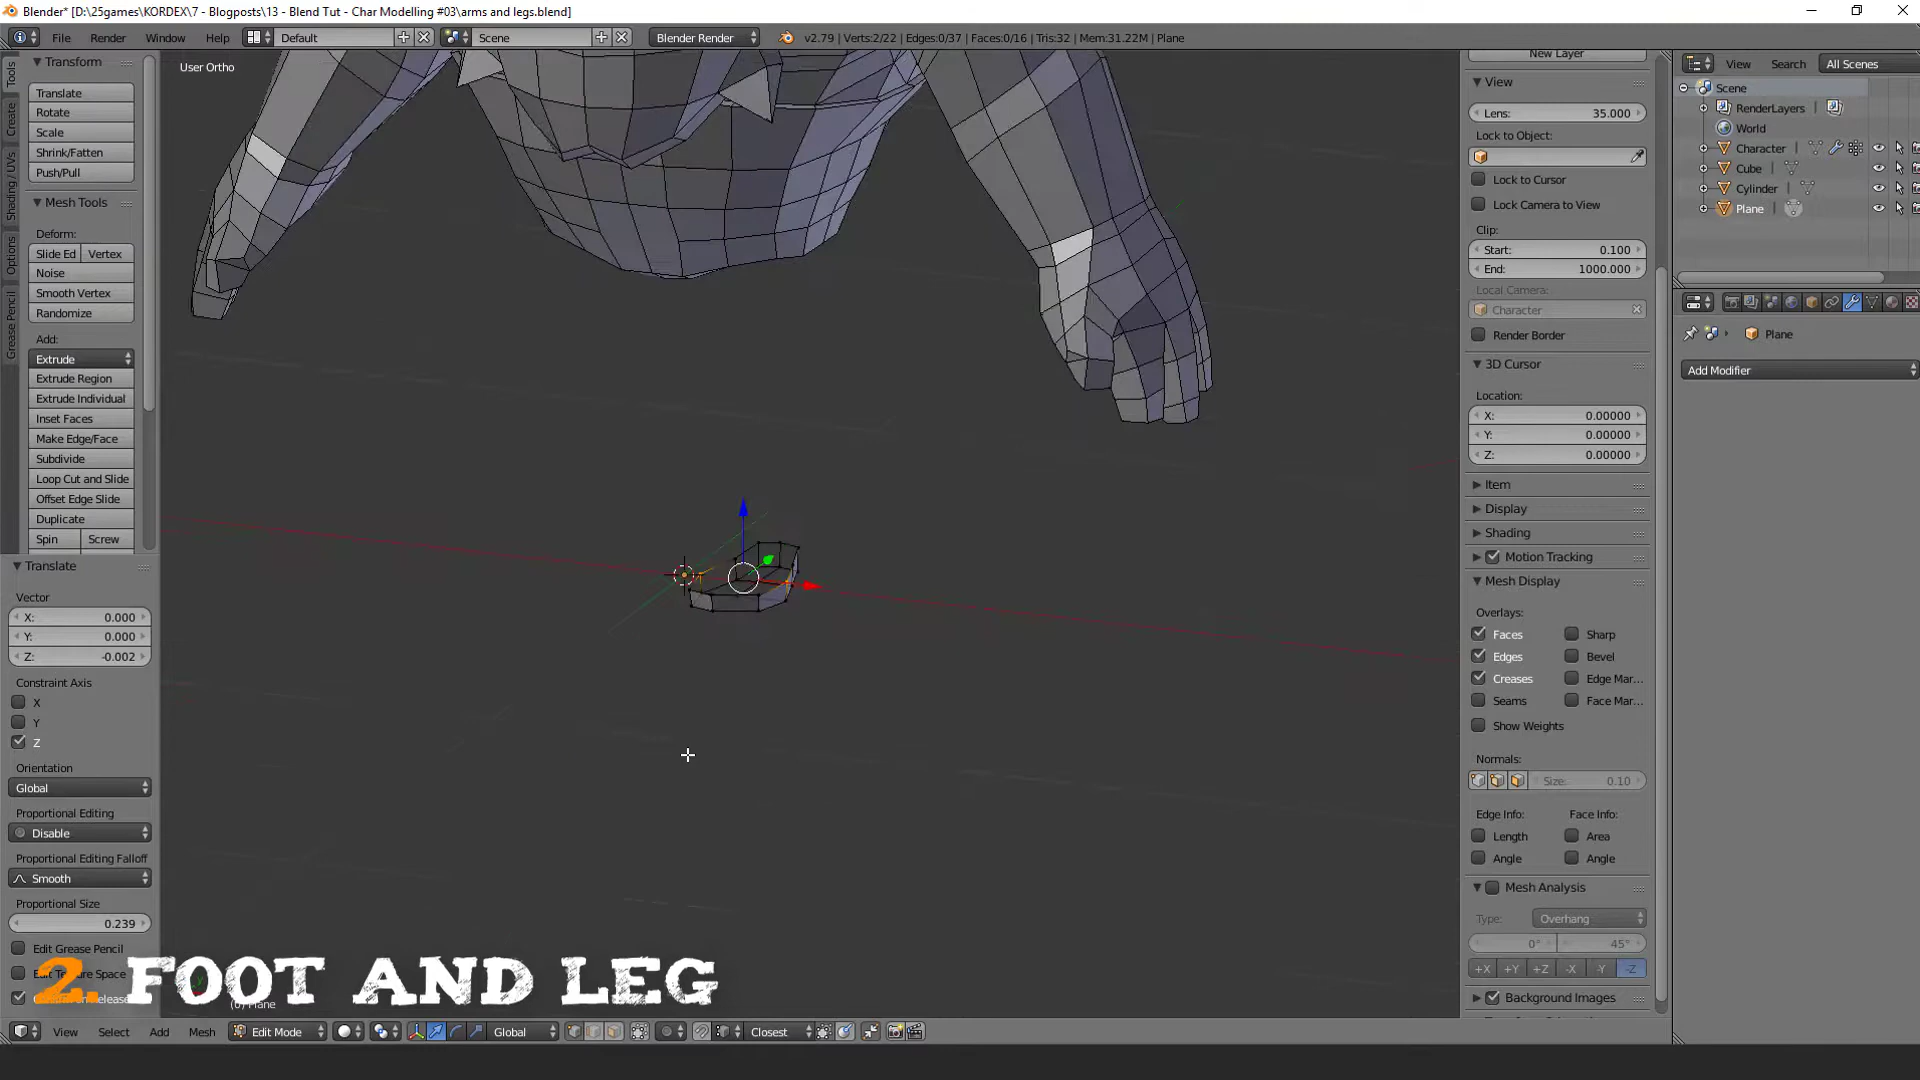 Blender* [D:\25games\KORDEX\7 - Blogposts\13 - Blend Tut - Char Modelling #03\arms and legs.blend]
File Render Window Help Default Scene Blender Render v2.79 | Verts:2/22 | Edges:0/37 | Faces:0/16 | Tris:32 | Mem:31.22M | Plane
User Ortho
Tools
Create
Shading / UVs
Options
Grease Pencil
Transform
Translate
Rotate
Scale
Shrink/Fatten
Push/Pull
Mesh Tools
Deform:
Slide Ed Vertex
Noise
Smooth Vertex
Randomize
Add:
Extrude
Extrude Region
Extrude Individual
Inset Faces
Make Edge/Face
Subdivide
Loop Cut and Slide
Offset Edge Slide
Duplicate
Spin Screw
Translate
Vector
X: 0.000
Y: 0.000
Z: -0.002
Constraint Axis
X
Y
Z
Orientation
Global
Proportional Editing
Disable
Proportional Editing Falloff
Smooth
Proportional Size
0.239
Edit Grease Pencil
2. FOOT AND LEG
View Select Add Mesh Edit Mode Global Closest
New Layer
View
Lens: 35.000
Lock to Object:
Lock to Cursor
Lock Camera to View
Clip:
Start: 0.100
End: 1000.000
Local Camera:
Character
Render Border
3D Cursor
Location:
X: 0.00000
Y: 0.00000
Z: 0.00000
Item
Display
Shading
Motion Tracking
Mesh Display
Overlays:
Faces Sharp
Edges Bevel
Creases Edge Mar...
Seams Face Mar...
Show Weights
Normals:
Size: 0.10
Edge Info: Face Info:
Length Area
Angle Angle
Mesh Analysis
Type: Overhang
0° 45°
+X +Y +Z -X -Y -Z
Background Images
View Search All Scenes
Scene
RenderLayers
World
Character
Cube
Cylinder
Plane
Plane
Add Modifier